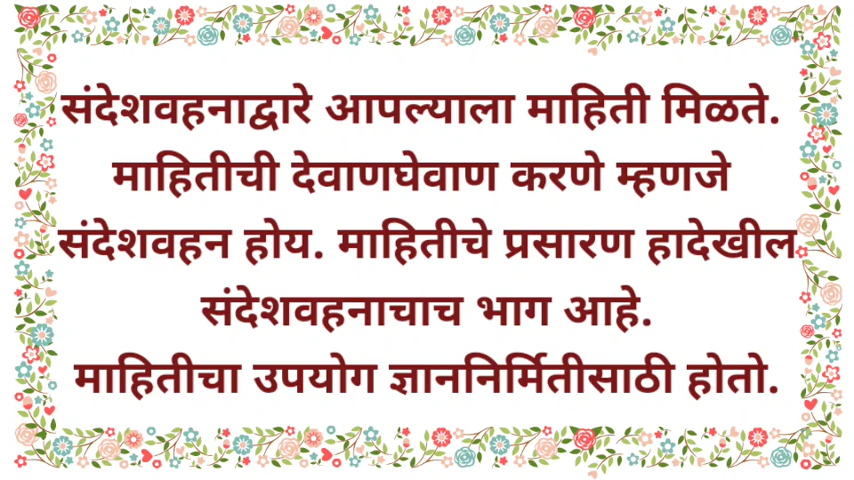 संदेशवहनाद्वारे आपल्याला माहिती मिळते.
माहितीची देवाणघेवाण करणे म्हणजे
संदेशवहन होय. माहितीचे प्रसारण हादेखील
संदेशवहनाचाच भाग आहे.
माहितीचा उपयोग ज्ञाननिर्मितीसाठी होतो.